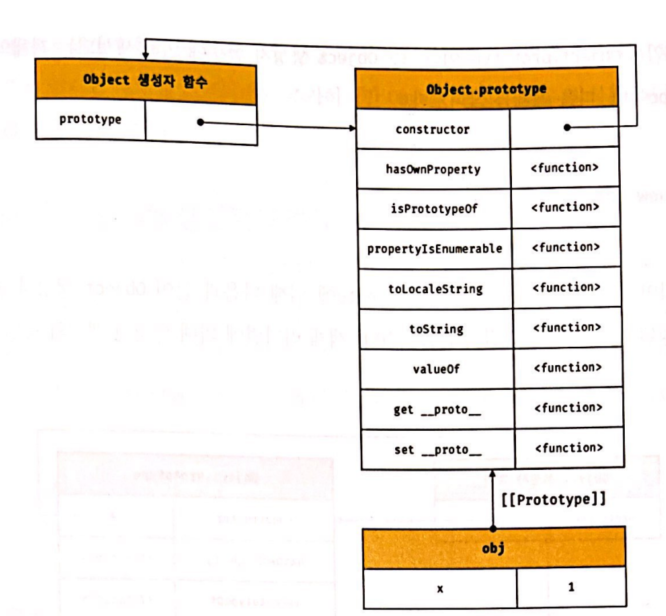 Object 생성자 함수
prototype
Object.prototype
constructor
hasOwnProperty <function>
isPrototypeOf <function>
propertyIsEnumerable <function>
toLocaleString <function>
toString <function>
valueOf <function>
get __proto__ <function>
set __proto__ <function>
[[Prototype]]
obj
x 1